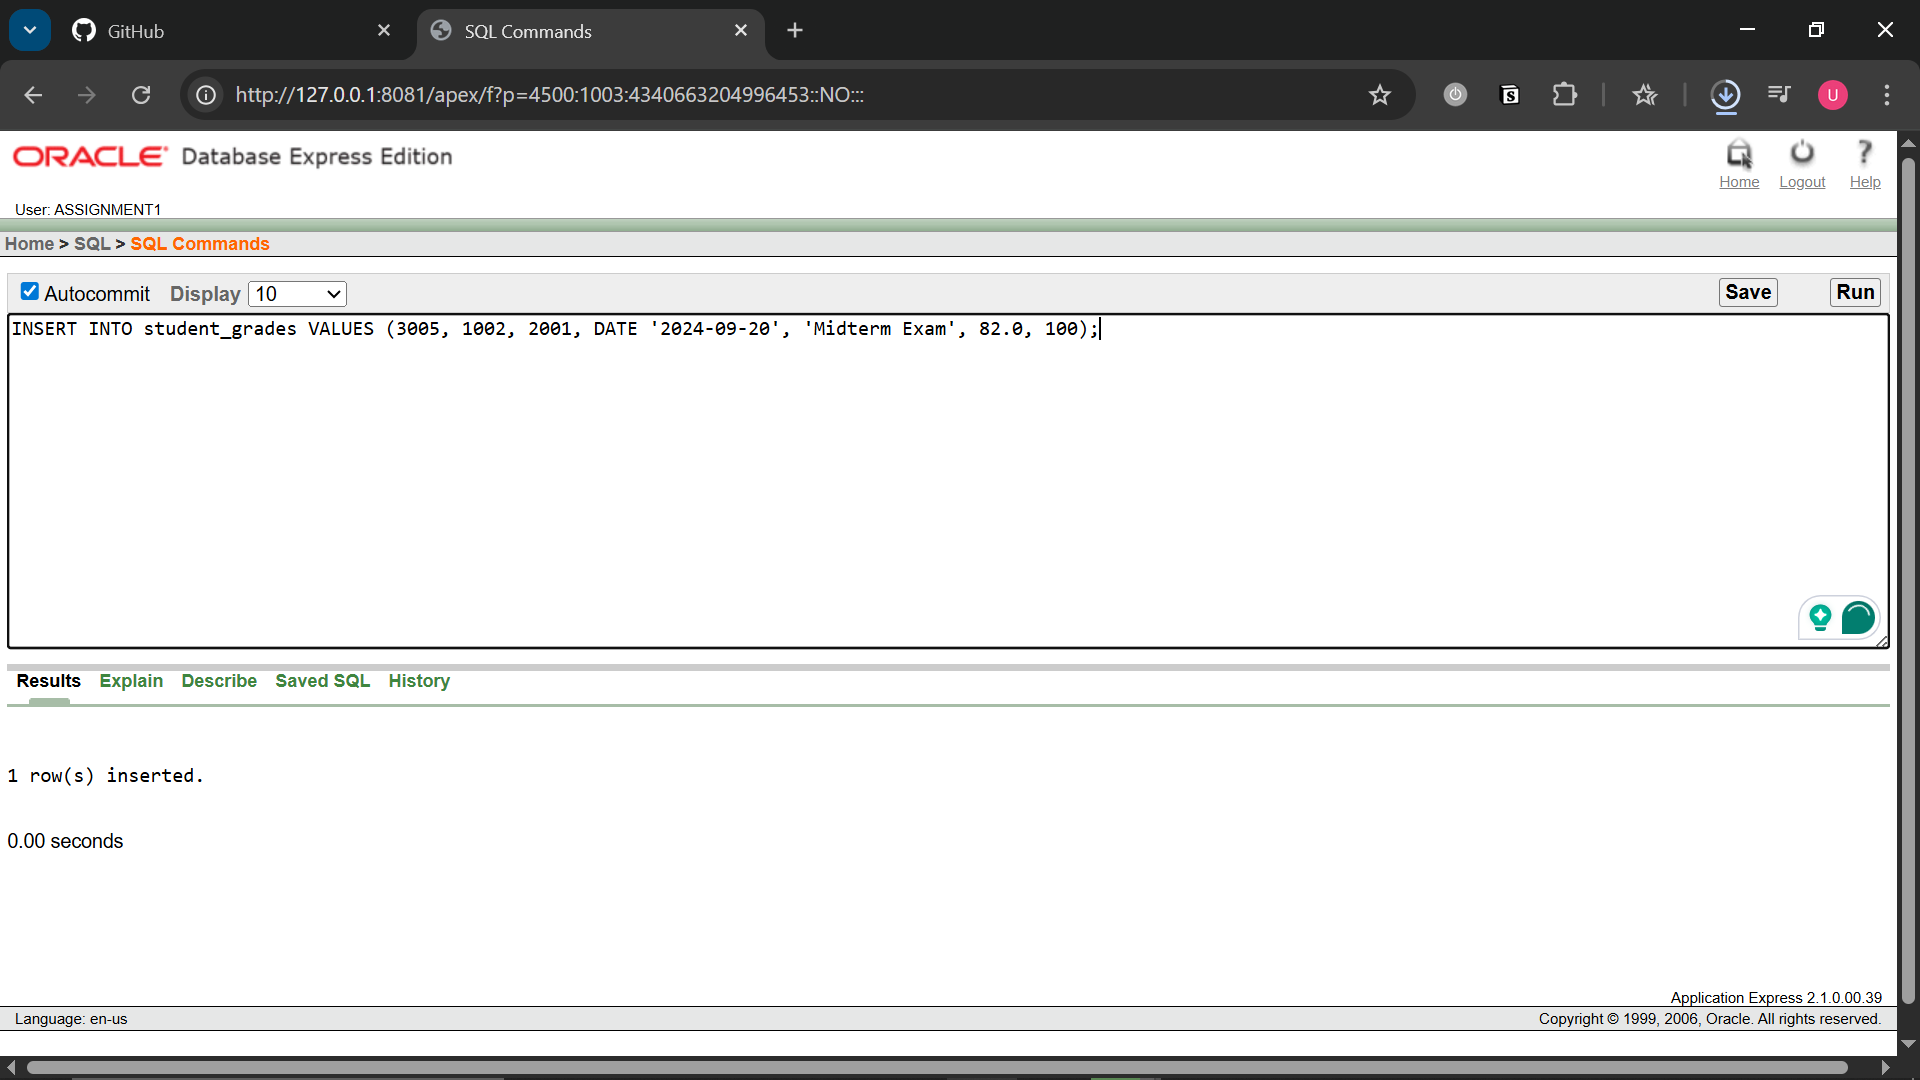 GitHub
SQL Commands
http://127.0.0.1:8081/apex/f?p=4500:1003:4340663204996453::NO:::
U
ORACLE Database Express Edition
Home Logout Help
User: ASSIGNMENT1
Home > SQL > SQL Commands
Autocommit Display 10 Save Run
INSERT INTO student_grades VALUES (3005, 1002, 2001, DATE '2024-09-20', 'Midterm Exam', 82.0, 100);
Results Explain Describe Saved SQL History
1 row(s) inserted.
0.00 seconds
Application Express 2.1.0.00.39
Language: en-us
Copyright © 1999, 2006, Oracle. All rights reserved.